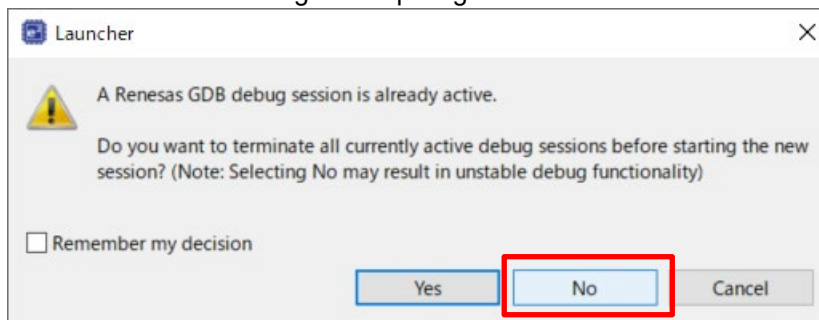 Launcher
A Renesas GDB debug session is already active.
Do you want to terminate all currently active debug sessions before starting the new
session? (Note: Selecting No may result in unstable debug functionality)
Remember my decision
Yes No Cancel